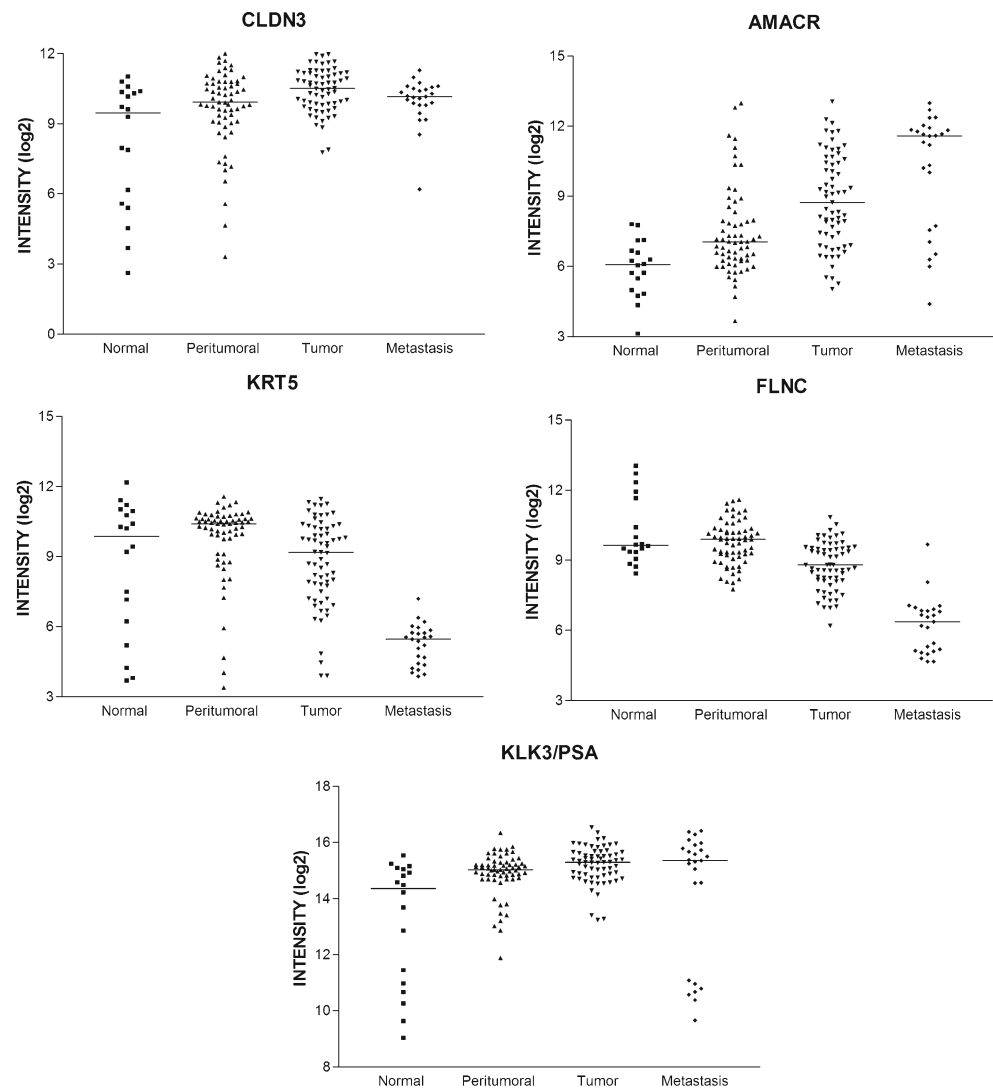 CLDN3
INTENSITY (log2)
12
9
6
3
0
Normal Peritumoral Tumor Metastasis
AMACR
INTENSITY (log2)
15
12
9
6
3
Normal Peritumoral Tumor Metastasis
KRT5
INTENSITY (log2)
15
12
9
6
3
Normal Peritumoral Tumor Metastasis
FLNC
INTENSITY (log2)
15
12
9
6
3
Normal Peritumoral Tumor Metastasis
KLK3/PSA
INTENSITY (log2)
18
16
14
12
10
8
Normal Peritumoral Tumor Metastasis